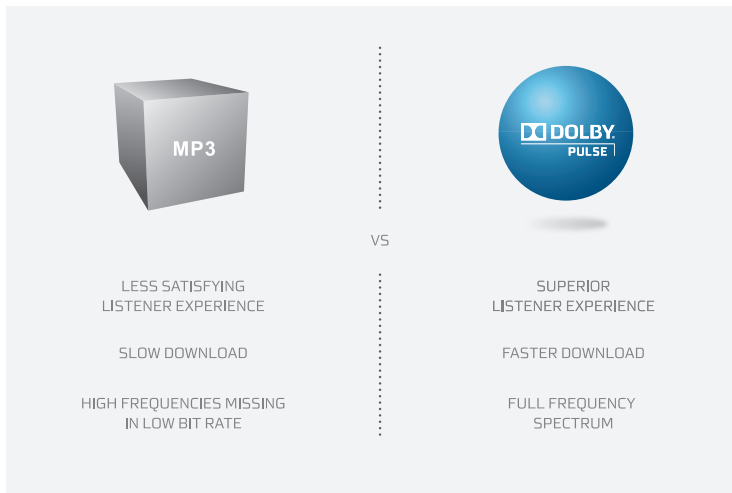 MP3
LESS SATISFYING
LISTENER EXPERIENCE
SLOW DOWNLOAD
HIGH FREQUENCIES MISSING
IN LOW BIT RATE
VS
DOLBY.
PULSE
SUPERIOR
LISTENER EXPERIENCE
FASTER DOWNLOAD
FULL FREQUENCY
SPECTRUM